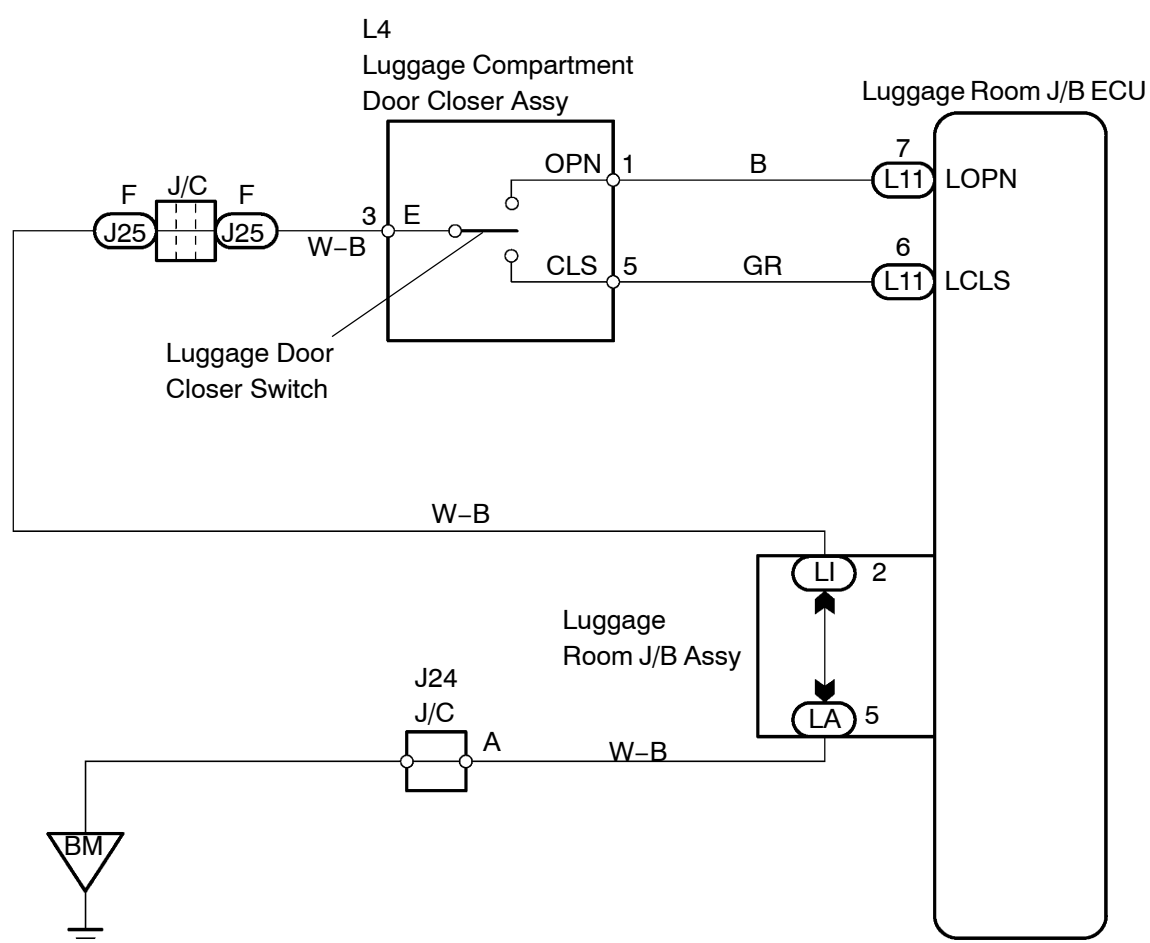 L4
Luggage Compartment
Door Closer Assy
Luggage Room J/B ECU
OPN 1 B 7 L11 LOPN
F J/C F
J25 J25 W–B 3 E
CLS 5 GR 6 L11 LCLS
Luggage Door
Closer Switch
W–B
LI 2
Luggage
Room J/B Assy
LA 5
J24
J/C
A W–B
BM